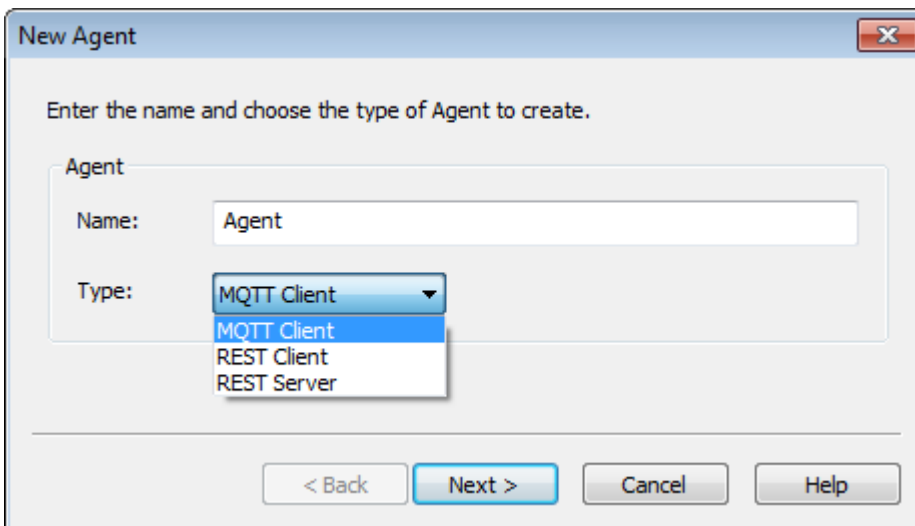 New Agent
Enter the name and choose the type of Agent to create.
Agent
Name: Agent
Type: MQTT Client
MQTT Client
REST Client
REST Server
< Back Next > Cancel Help